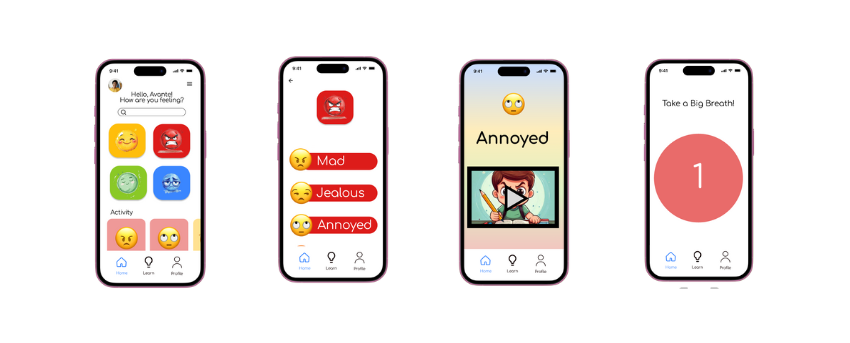 9:41
Hello, Avante!
How are you feeling?
Activity
Home
Learn
Profile
9:41
Mad
Jealous
Annoyed
Home
Learn
Profile
9:41
Annoyed
Home
Learn
Profile
9:41
Take a Big Breath!
1
Home
Learn
Profile